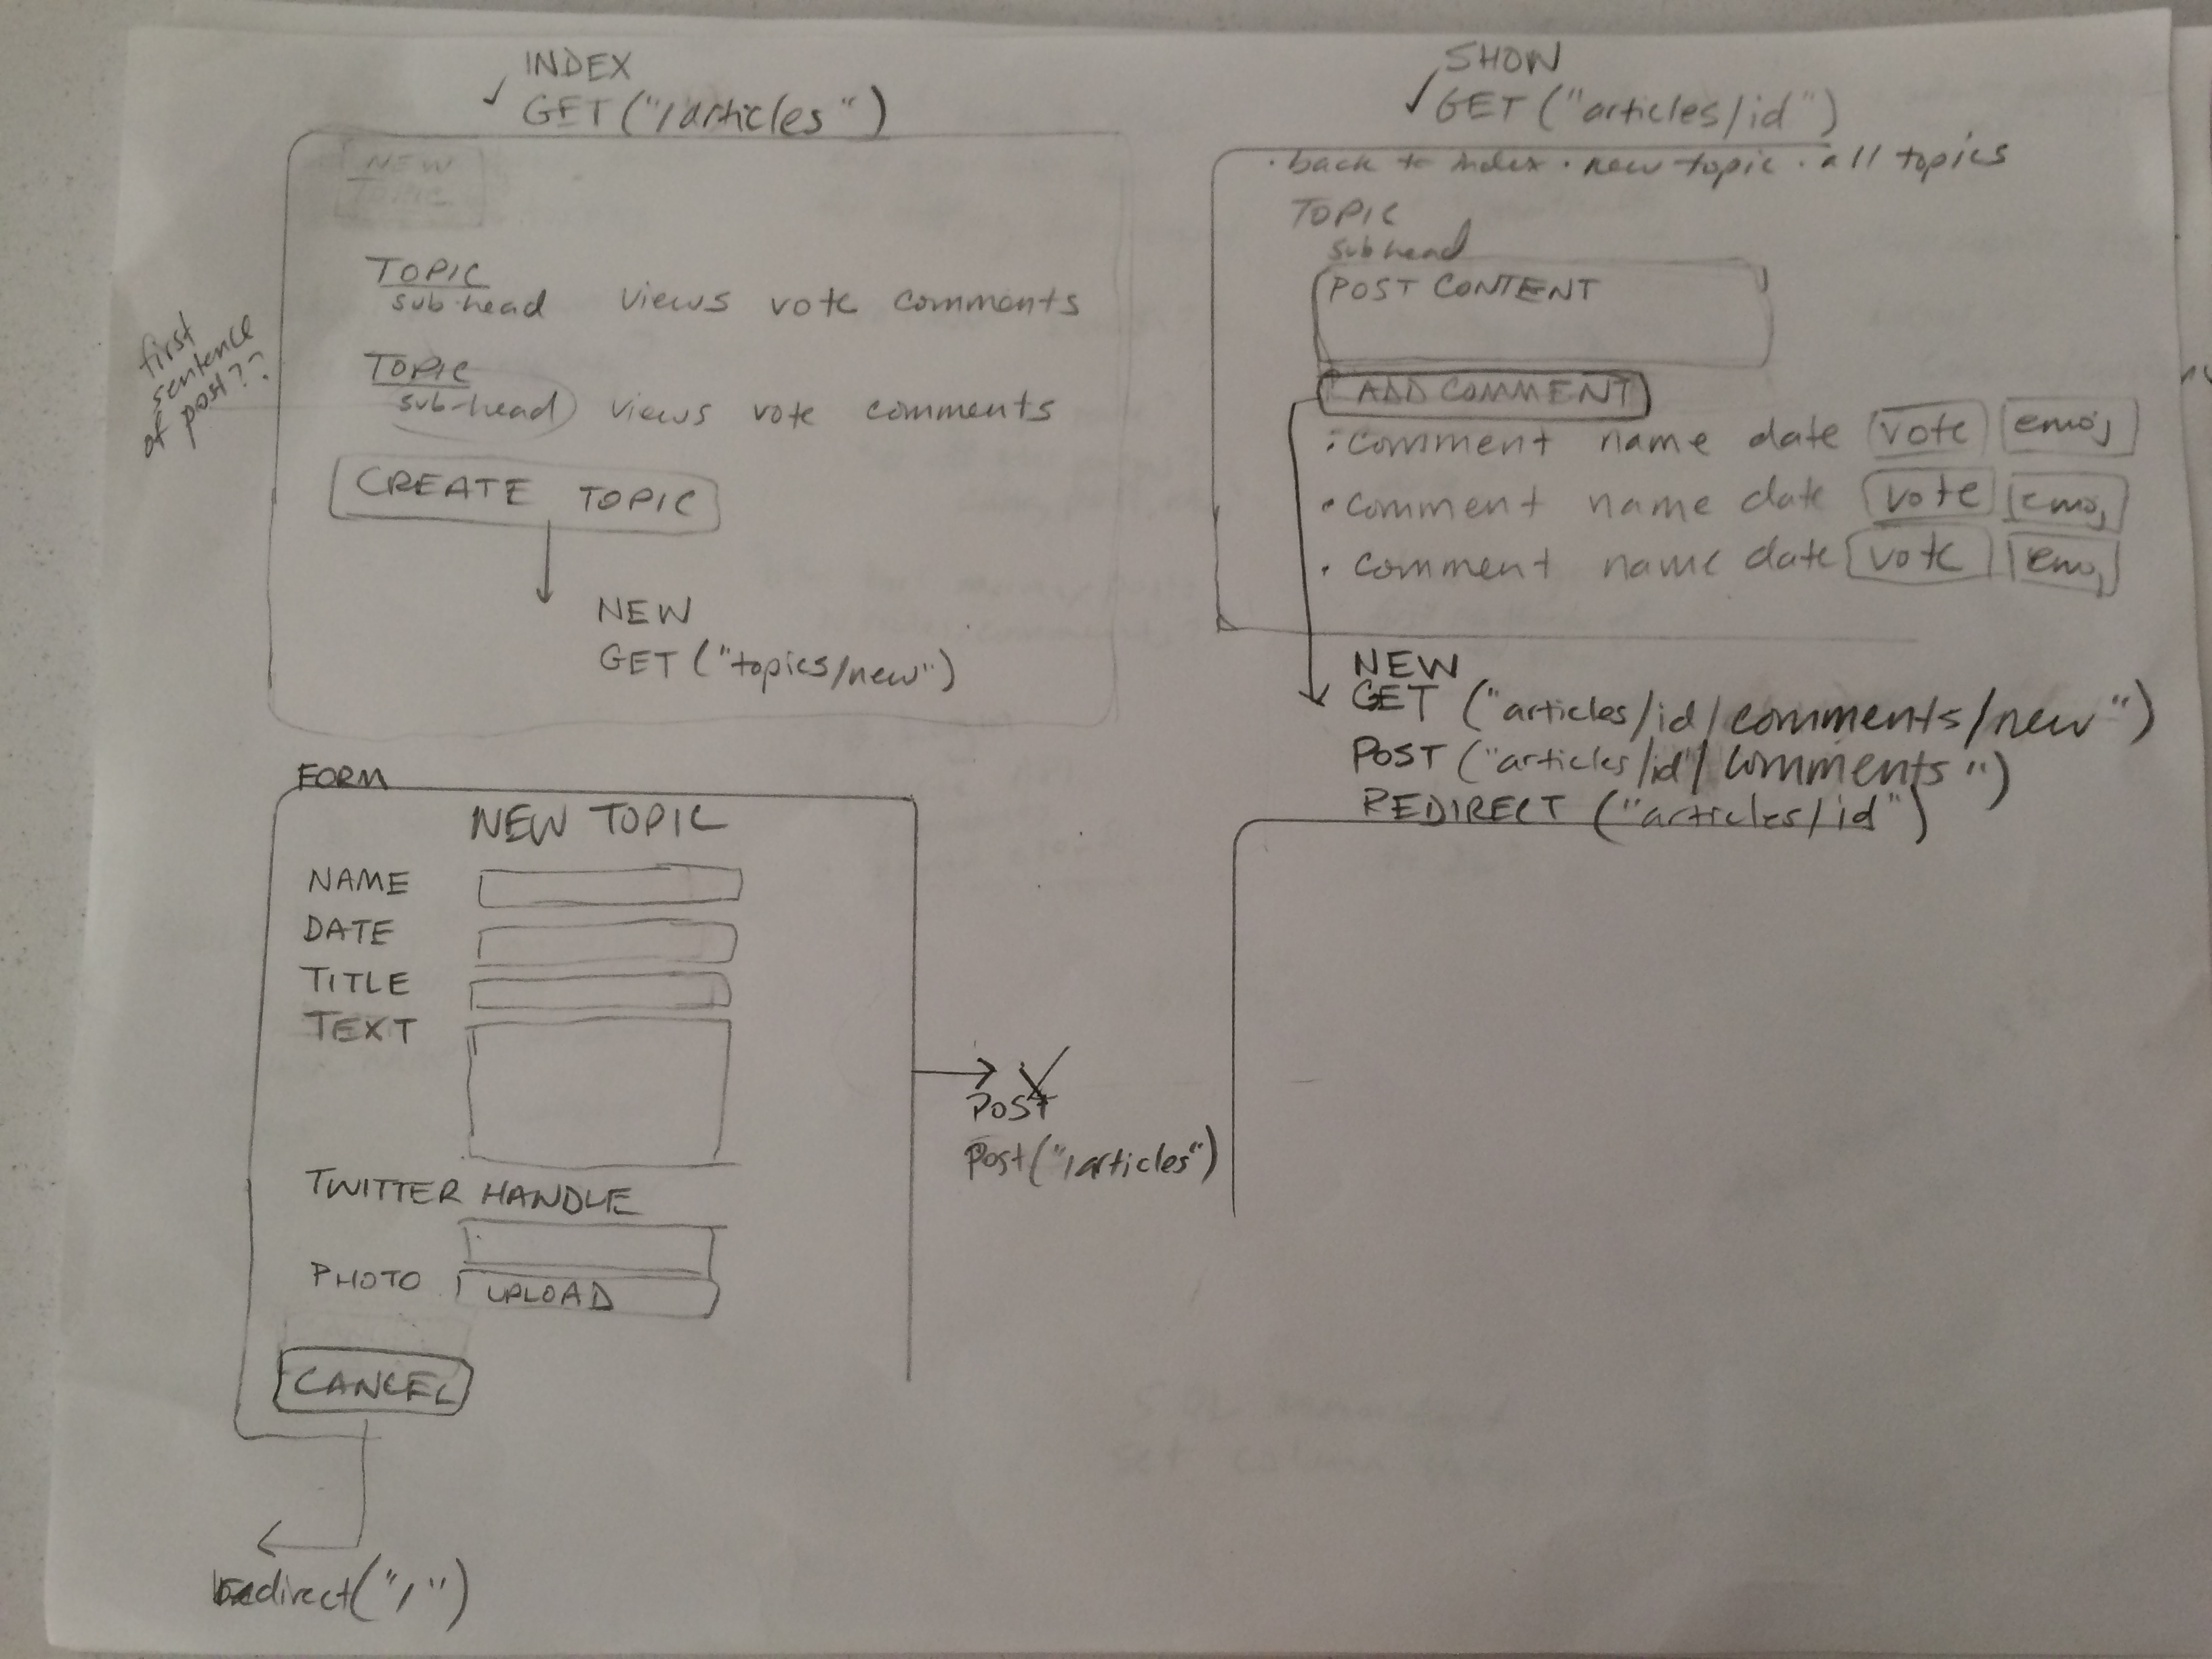 INDEX
GET ("/articles")
NEW
TOPIC
TOPIC
sub-head views vote comments
TOPIC
sub-head views vote comments
first
sentence
of post??
CREATE TOPIC
NEW
GET ("topics/new")
SHOW
GET ("articles/id")
· back to index · new topic · all topics
TOPIC
subhead
POST CONTENT
ADD COMMENT
· comment name date vote emoj
· comment name date vote emoj
· comment name date vote emoj
NEW
GET ("articles/id/comments/new")
POST ("articles/id"/comments")
REDIRECT ("articles/id")
FORM
NEW TOPIC
NAME
DATE
TITLE
TEXT
TWITTER HANDLE
PHOTO UPLOAD
CANCEL
redirect("/")
POST
Post("/articles")
SQL
set column